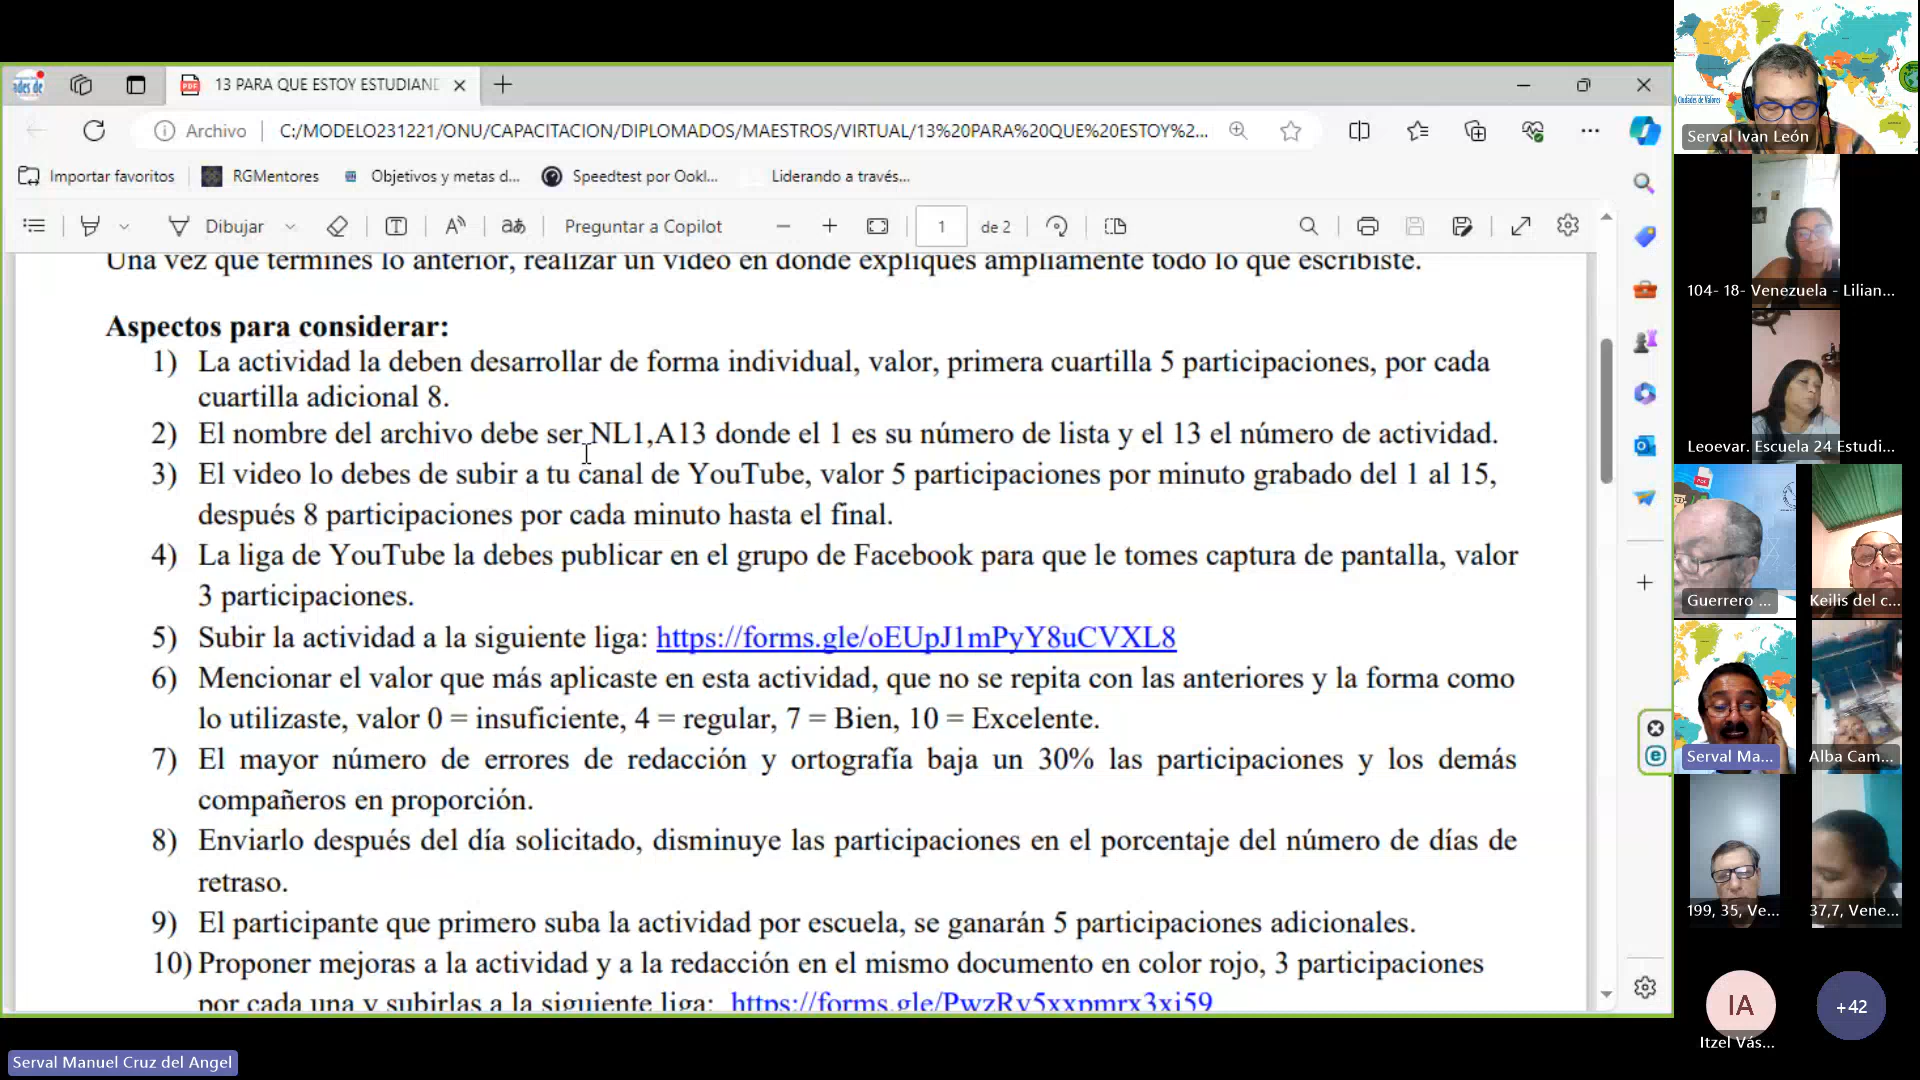 13 PARA QUE ESTOY ESTUDIAND
Archivo
C:/MODELO231221/ONU/CAPACITACION/DIPLOMADOS/MAESTROS/VIRTUAL/13%20PARA%20QUE%20ESTOY%2...
Importar favoritos
RGMentores
Objetivos y metas d...
Speedtest por Ookl...
Liderando a través...
Dibujar
Preguntar a Copilot
1
de 2
Una vez que termines lo anterior, realizar un video en donde expliques ampliamente todo lo que escribiste.
Aspectos para considerar:
1) La actividad la deben desarrollar de forma individual, valor, primera cuartilla 5 participaciones, por cada
cuartilla adicional 8.
2) El nombre del archivo debe ser NL1,A13 donde el 1 es su número de lista y el 13 el número de actividad.
3) El video lo debes de subir a tu canal de YouTube, valor 5 participaciones por minuto grabado del 1 al 15,
después 8 participaciones por cada minuto hasta el final.
4) La liga de YouTube la debes publicar en el grupo de Facebook para que le tomes captura de pantalla, valor
3 participaciones.
5) Subir la actividad a la siguiente liga: https://forms.gle/oEUpJ1mPyY8uCVXL8
6) Mencionar el valor que más aplicaste en esta actividad, que no se repita con las anteriores y la forma como
lo utilizaste, valor 0 = insuficiente, 4 = regular, 7 = Bien, 10 = Excelente.
7) El mayor número de errores de redacción y ortografía baja un 30% las participaciones y los demás
compañeros en proporción.
8) Enviarlo después del día solicitado, disminuye las participaciones en el porcentaje del número de días de
retraso.
9) El participante que primero suba la actividad por escuela, se ganarán 5 participaciones adicionales.
10) Proponer mejoras a la actividad y a la redacción en el mismo documento en color rojo, 3 participaciones
por cada una y subirlas a la siguiente liga: https://forms.gle/PwzRv5xxpmrx3xi59
Serval Manuel Cruz del Angel
Ciudades de Valores
Serval Ivan León
104- 18- Venezuela - Lilian...
Leoevar. Escuela 24 Estudi...
Guerrero ...
Keilis del c...
Serval Ma...
Alba Cam...
199, 35, Ve...
37,7, Vene...
IA
Itzel Vás...
+42